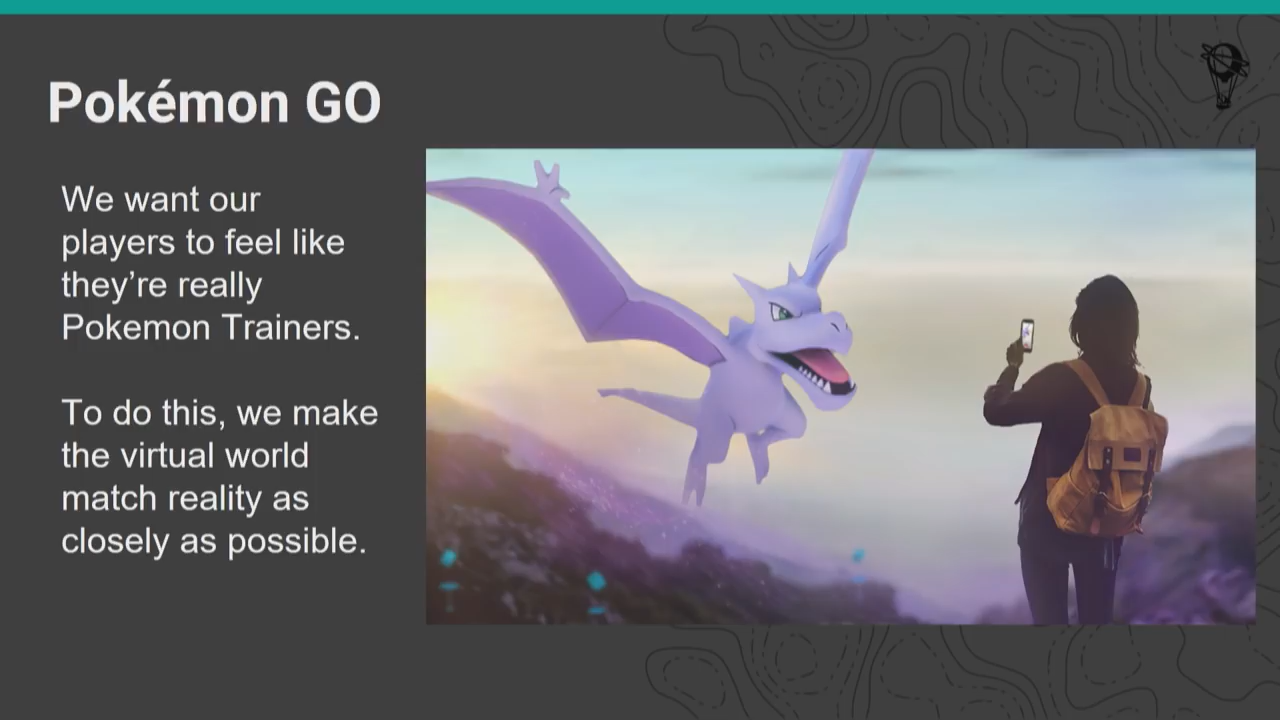 Pokémon GO
We want our
players to feel like
they’re really
Pokemon Trainers.
To do this, we make
the virtual world
match reality as
closely as possible.